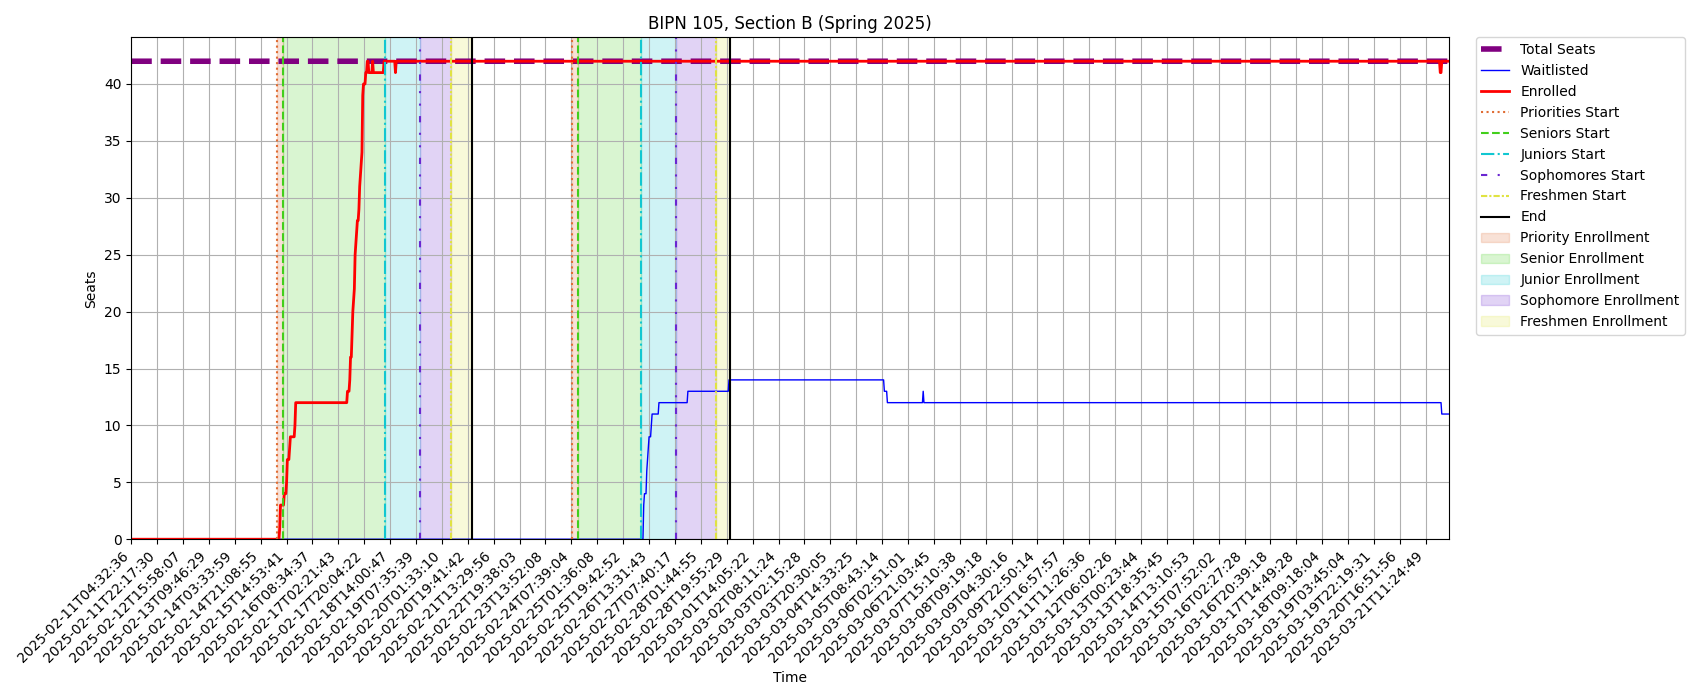 BIPN 105, Section B (Spring 2025)
Seats
40
35
30
25
20
15
10
5
0
2025-02-11T04:32:36
2025-02-11T22:17:30
2025-02-12T15:58:07
2025-02-13T09:46:29
2025-02-14T03:33:59
2025-02-14T21:08:55
2025-02-15T14:53:41
2025-02-16T08:34:37
2025-02-17T02:21:43
2025-02-17T20:04:22
2025-02-18T14:00:47
2025-02-19T07:35:39
2025-02-20T01:33:10
2025-02-20T19:41:42
2025-02-21T13:29:56
2025-02-22T19:38:03
2025-02-23T13:52:08
2025-02-24T07:39:04
2025-02-25T01:36:08
2025-02-25T19:42:52
2025-02-26T13:31:43
2025-02-27T07:40:17
2025-02-28T01:44:55
2025-02-28T19:55:29
2025-03-01T14:05:22
2025-03-02T08:11:24
2025-03-03T02:15:28
2025-03-03T20:30:05
2025-03-04T14:33:25
2025-03-05T08:43:14
2025-03-06T02:51:01
2025-03-06T21:03:45
2025-03-07T15:10:38
2025-03-08T09:19:18
2025-03-09T04:30:16
2025-03-09T22:50:14
2025-03-10T16:57:57
2025-03-11T11:26:36
2025-03-12T06:02:26
2025-03-13T00:23:44
2025-03-13T18:35:45
2025-03-14T13:10:53
2025-03-15T07:52:02
2025-03-16T02:27:28
2025-03-16T20:39:18
2025-03-17T14:49:28
2025-03-18T09:18:04
2025-03-19T03:45:04
2025-03-19T22:19:31
2025-03-20T16:51:56
2025-03-21T11:24:49
Time
Total Seats
Waitlisted
Enrolled
Priorities Start
Seniors Start
Juniors Start
Sophomores Start
Freshmen Start
End
Priority Enrollment
Senior Enrollment
Junior Enrollment
Sophomore Enrollment
Freshmen Enrollment